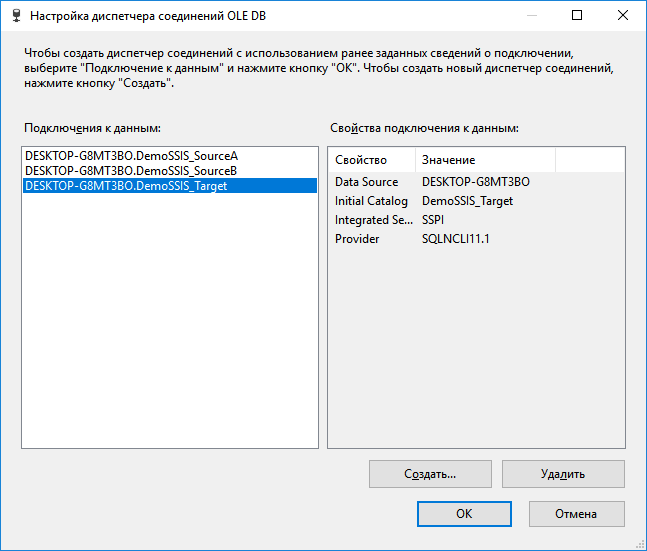 Настройка диспетчера соединений OLE DB
Чтобы создать диспетчер соединений с использованием ранее заданных сведений о подключении,
выберите "Подключение к данным" и нажмите кнопку "ОК". Чтобы создать новый диспетчер соединений,
нажмите кнопку "Создать".
Подключения к данным:
Свойства подключения к данным:
DESKTOP-G8MT3BO.DemoSSIS_SourceA
DESKTOP-G8MT3BO.DemoSSIS_SourceB
DESKTOP-G8MT3BO.DemoSSIS_Target
Свойство Значение
Data Source DESKTOP-G8MT3BO
Initial Catalog DemoSSIS_Target
Integrated Se... SSPI
Provider SQLNCLI11.1
Создать... Удалить
ОК Отмена